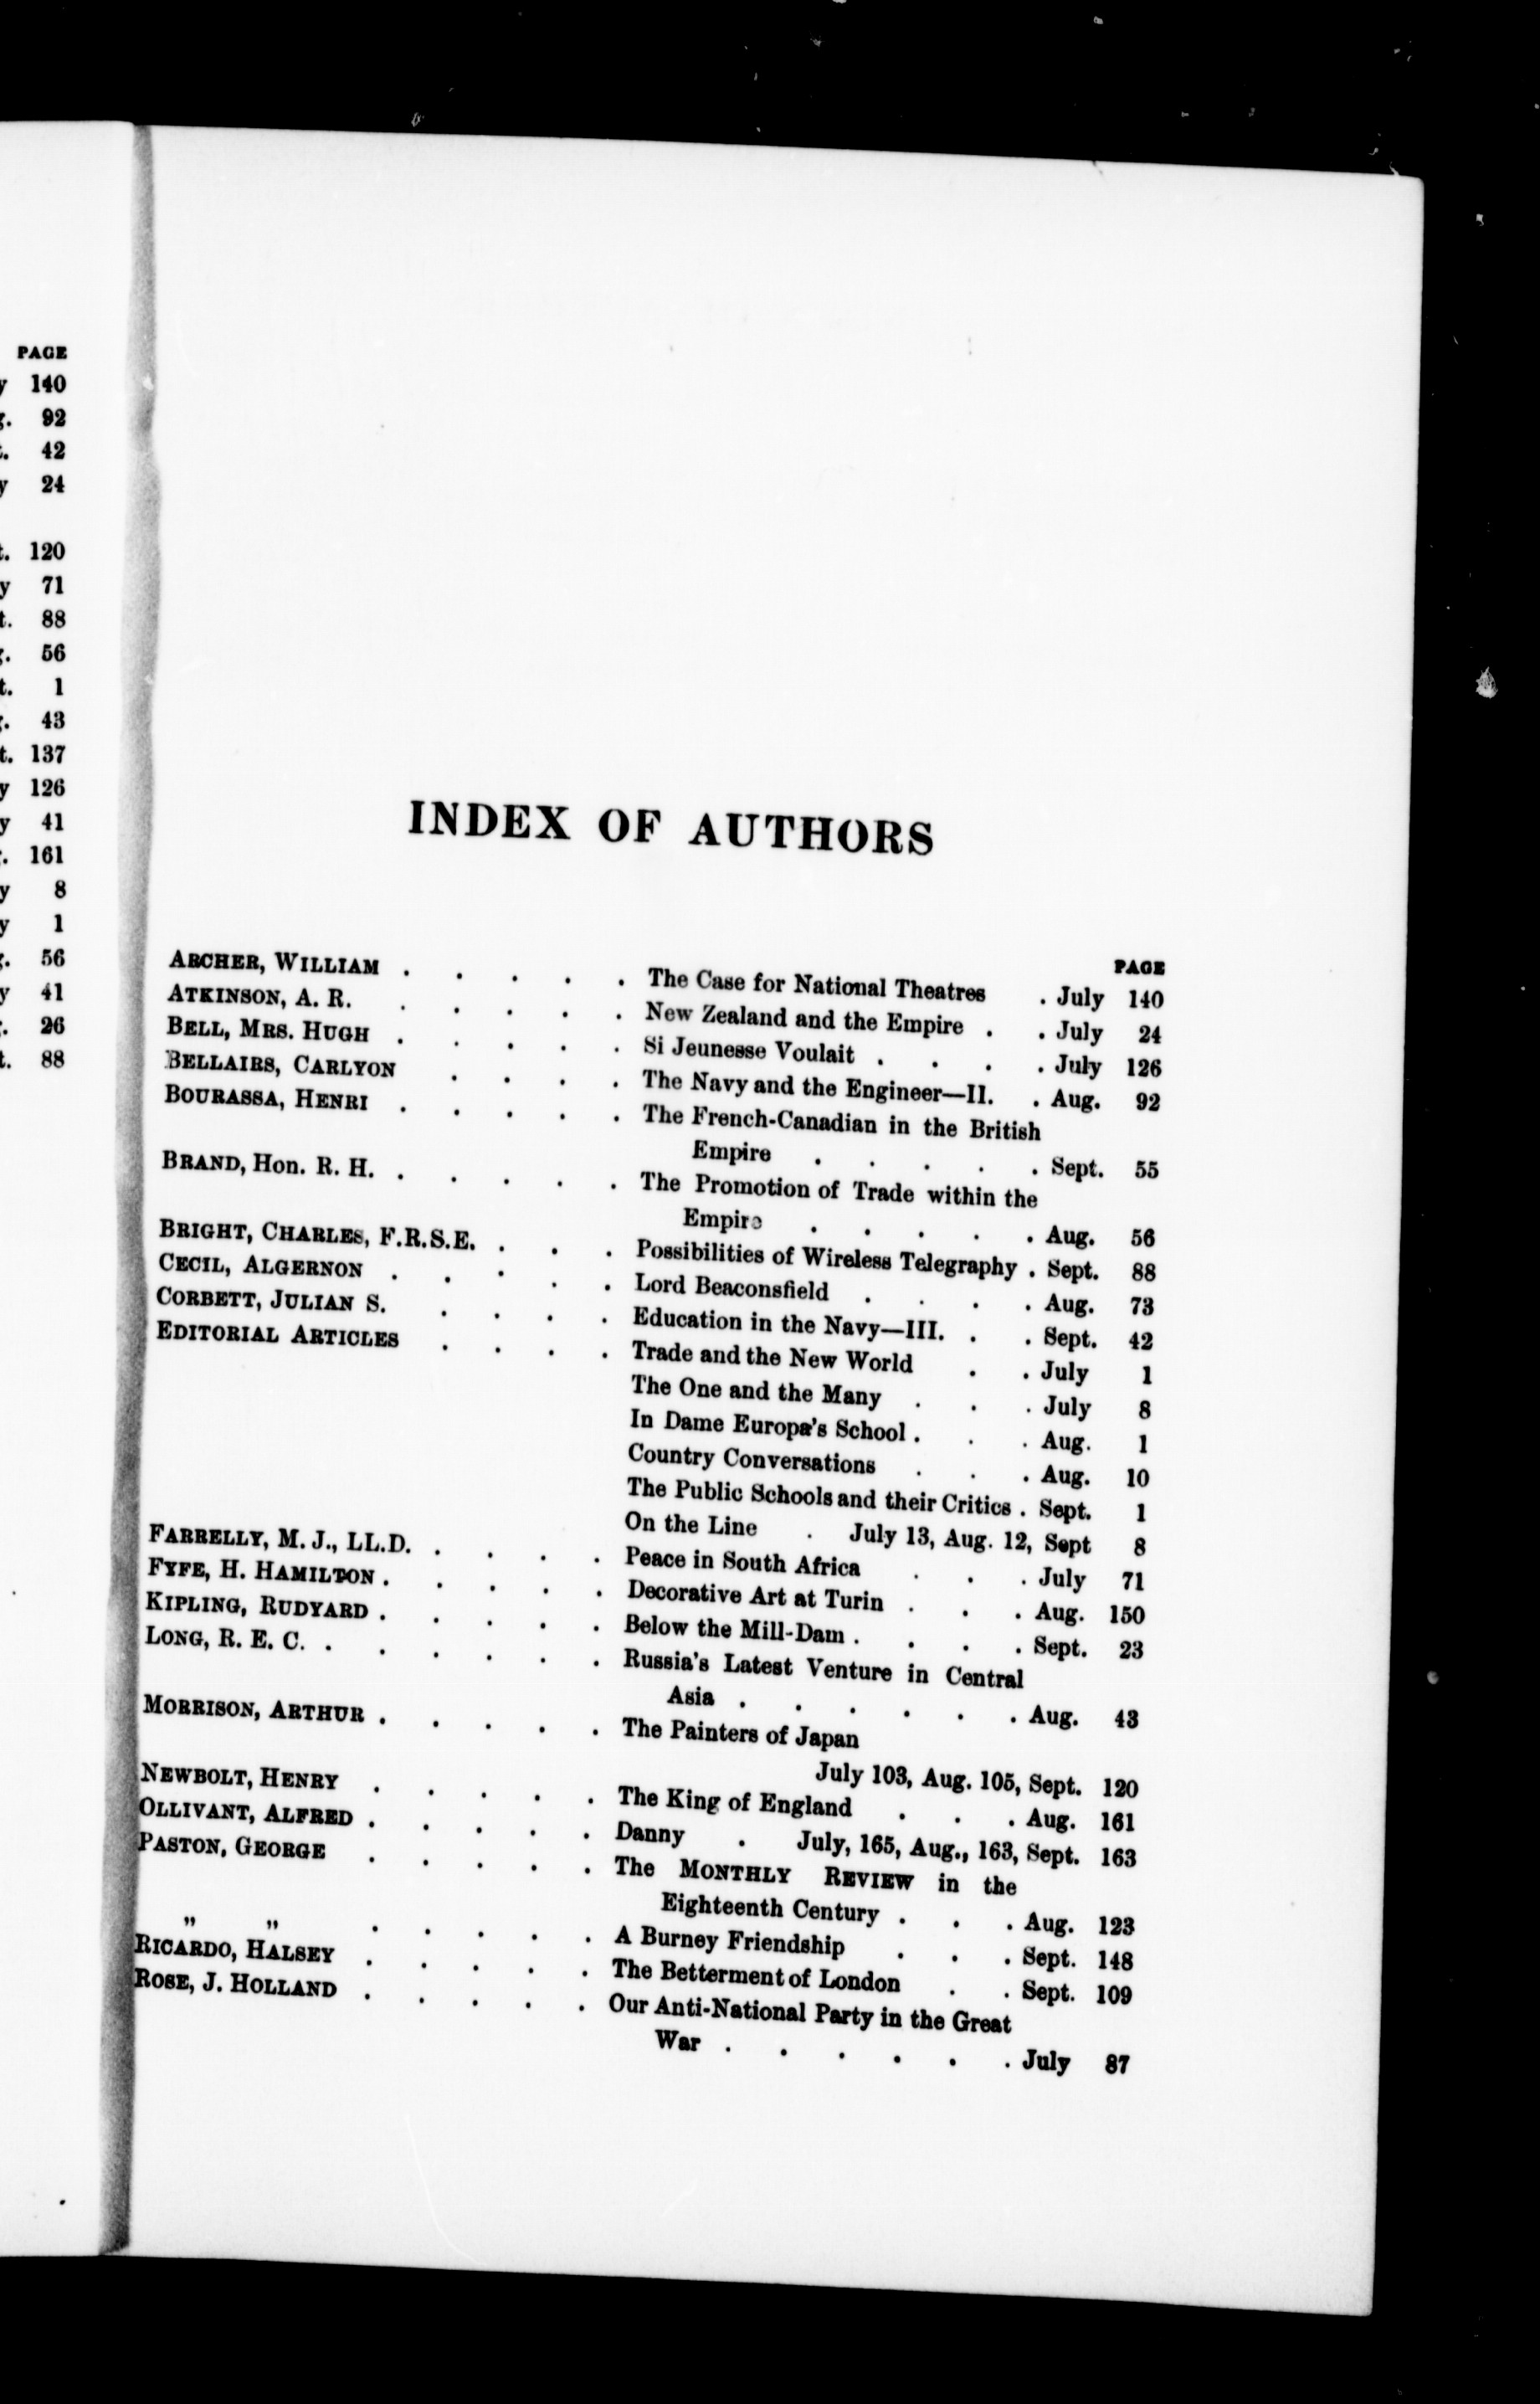 PAGE
y 140
g. 92
t. 42
y 24
t. 120
y 71
t. 88
g. 56
t. 1
g. 43
t. 137
y 126
y 41
g. 161
y 8
y 1
g. 56
y 41
g. 26
t. 88
INDEX OF AUTHORS
PAGE
ARCHER, WILLIAM . . . . . The Case for National Theatres . July 140
ATKINSON, A. R. . . . . . New Zealand and the Empire . . July 24
BELL, MRS. HUGH . . . . . Si Jeunesse Voulait . . . . July 126
BELLAIRS, CARLYON . . . . The Navy and the Engineer—II. . Aug. 92
BOURASSA, HENRI . . . . . The French-Canadian in the British
Empire . . . . . Sept. 55
BRAND, Hon. R. H. . . . . . The Promotion of Trade within the
Empire . . . . . Aug. 56
BRIGHT, CHARLES, F.R.S.E. . . . Possibilities of Wireless Telegraphy . Sept. 88
CECIL, ALGERNON . . . . . Lord Beaconsfield . . . . Aug. 73
CORBETT, JULIAN S. . . . . Education in the Navy—III. . . Sept. 42
EDITORIAL ARTICLES . . . . Trade and the New World . . July 1
The One and the Many . . . July 8
In Dame Europa's School . . . Aug. 1
Country Conversations . . . Aug. 10
The Public Schools and their Critics . Sept. 1
On the Line . July 13, Aug. 12, Sept 8
FARRELLY, M. J., LL.D. . . . . Peace in South Africa . . . July 71
FYFE, H. HAMILTON . . . . . Decorative Art at Turin . . . Aug. 150
KIPLING, RUDYARD . . . . . Below the Mill-Dam . . . . Sept. 23
LONG, R. E. C. . . . . . . Russia's Latest Venture in Central
Asia . . . . . . Aug. 43
MORRISON, ARTHUR . . . . . The Painters of Japan
July 103, Aug. 105, Sept. 120
NEWBOLT, HENRY . . . . . The King of England . . . Aug. 161
OLLIVANT, ALFRED . . . . . Danny . July, 165, Aug., 163, Sept. 163
PASTON, GEORGE . . . . . The MONTHLY REVIEW in the
Eighteenth Century . . . Aug. 123
" " . . . . . A Burney Friendship . . . Sept. 148
RICARDO, HALSEY . . . . . The Betterment of London . . Sept. 109
ROSE, J. HOLLAND . . . . . Our Anti-National Party in the Great
War . . . . . . July 87